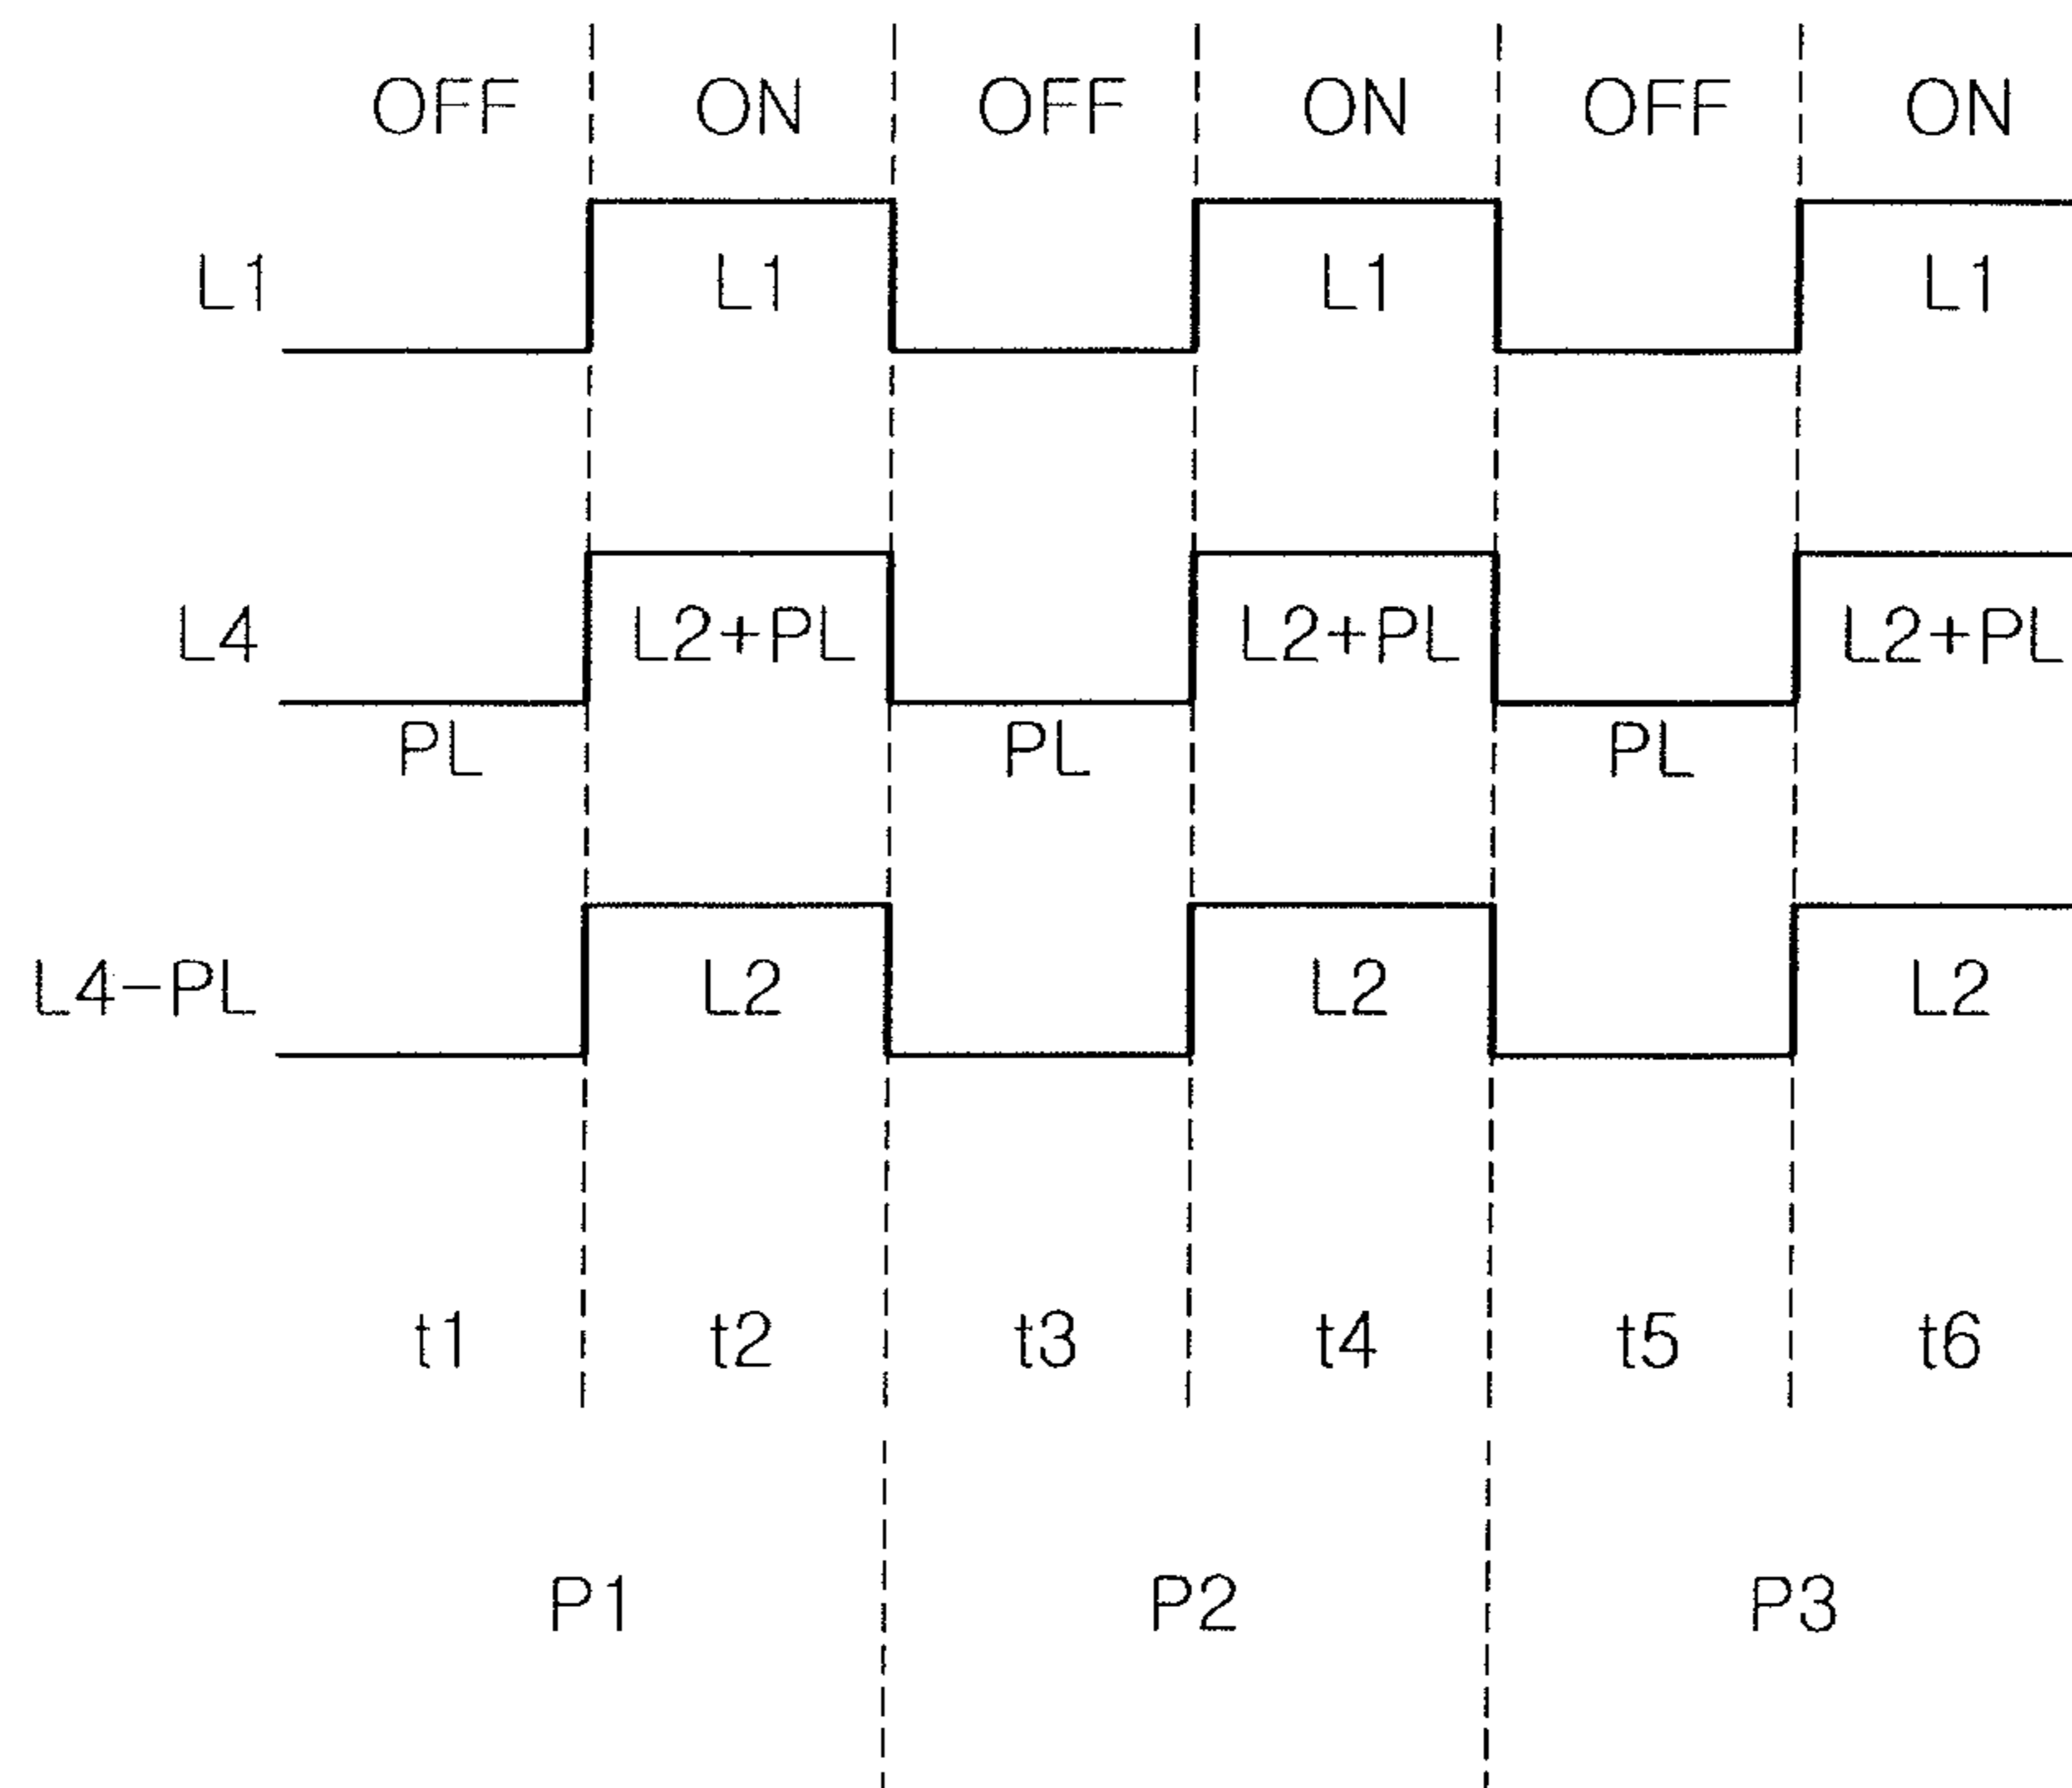 OFF ON OFF ON OFF ON
L1 L1 L1 L1
L4 L2+PL L2+PL L2+PL
PL PL PL
L4-PL L2 L2 L2
t1 t2 t3 t4 t5 t6
P1 P2 P3